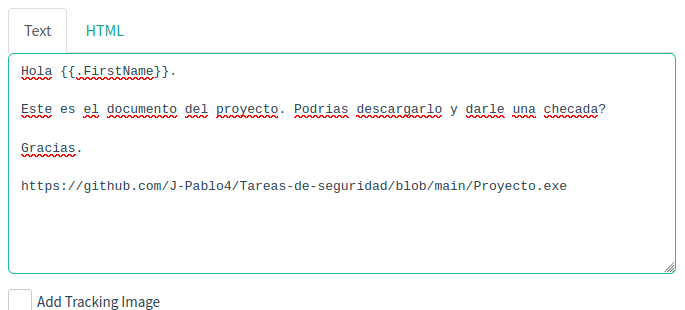 Text HTML
Hola {{.FirstName}}.
Este es el documento del proyecto. Podrias descargarlo y darle una checada?
Gracias.
https://github.com/J-Pablo4/Tareas-de-seguridad/blob/main/Proyecto.exe
Add Tracking Image